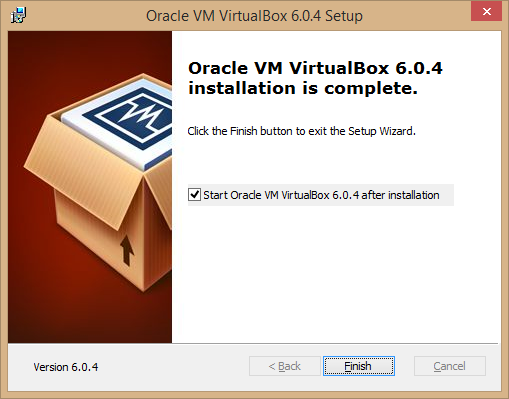 Oracle VM VirtualBox 6.0.4 Setup
Oracle VM VirtualBox 6.0.4
installation is complete.
Click the Finish button to exit the Setup Wizard.
Start Oracle VM VirtualBox 6.0.4 after installation
Version 6.0.4
< Back
Finish
Cancel